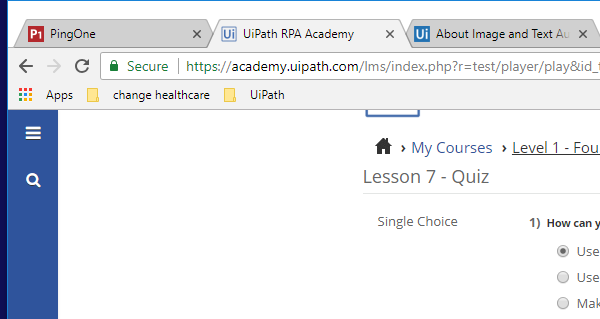 P1 PingOne
Ui UiPath RPA Academy
Ui About Image and Text Au
Secure https://academy.uipath.com/lms/index.php?r=test/player/play&id_t
Apps change healthcare UiPath
My Courses › Level 1 - Fou
Lesson 7 - Quiz
Single Choice 1) How can y
Use
Use
Mak